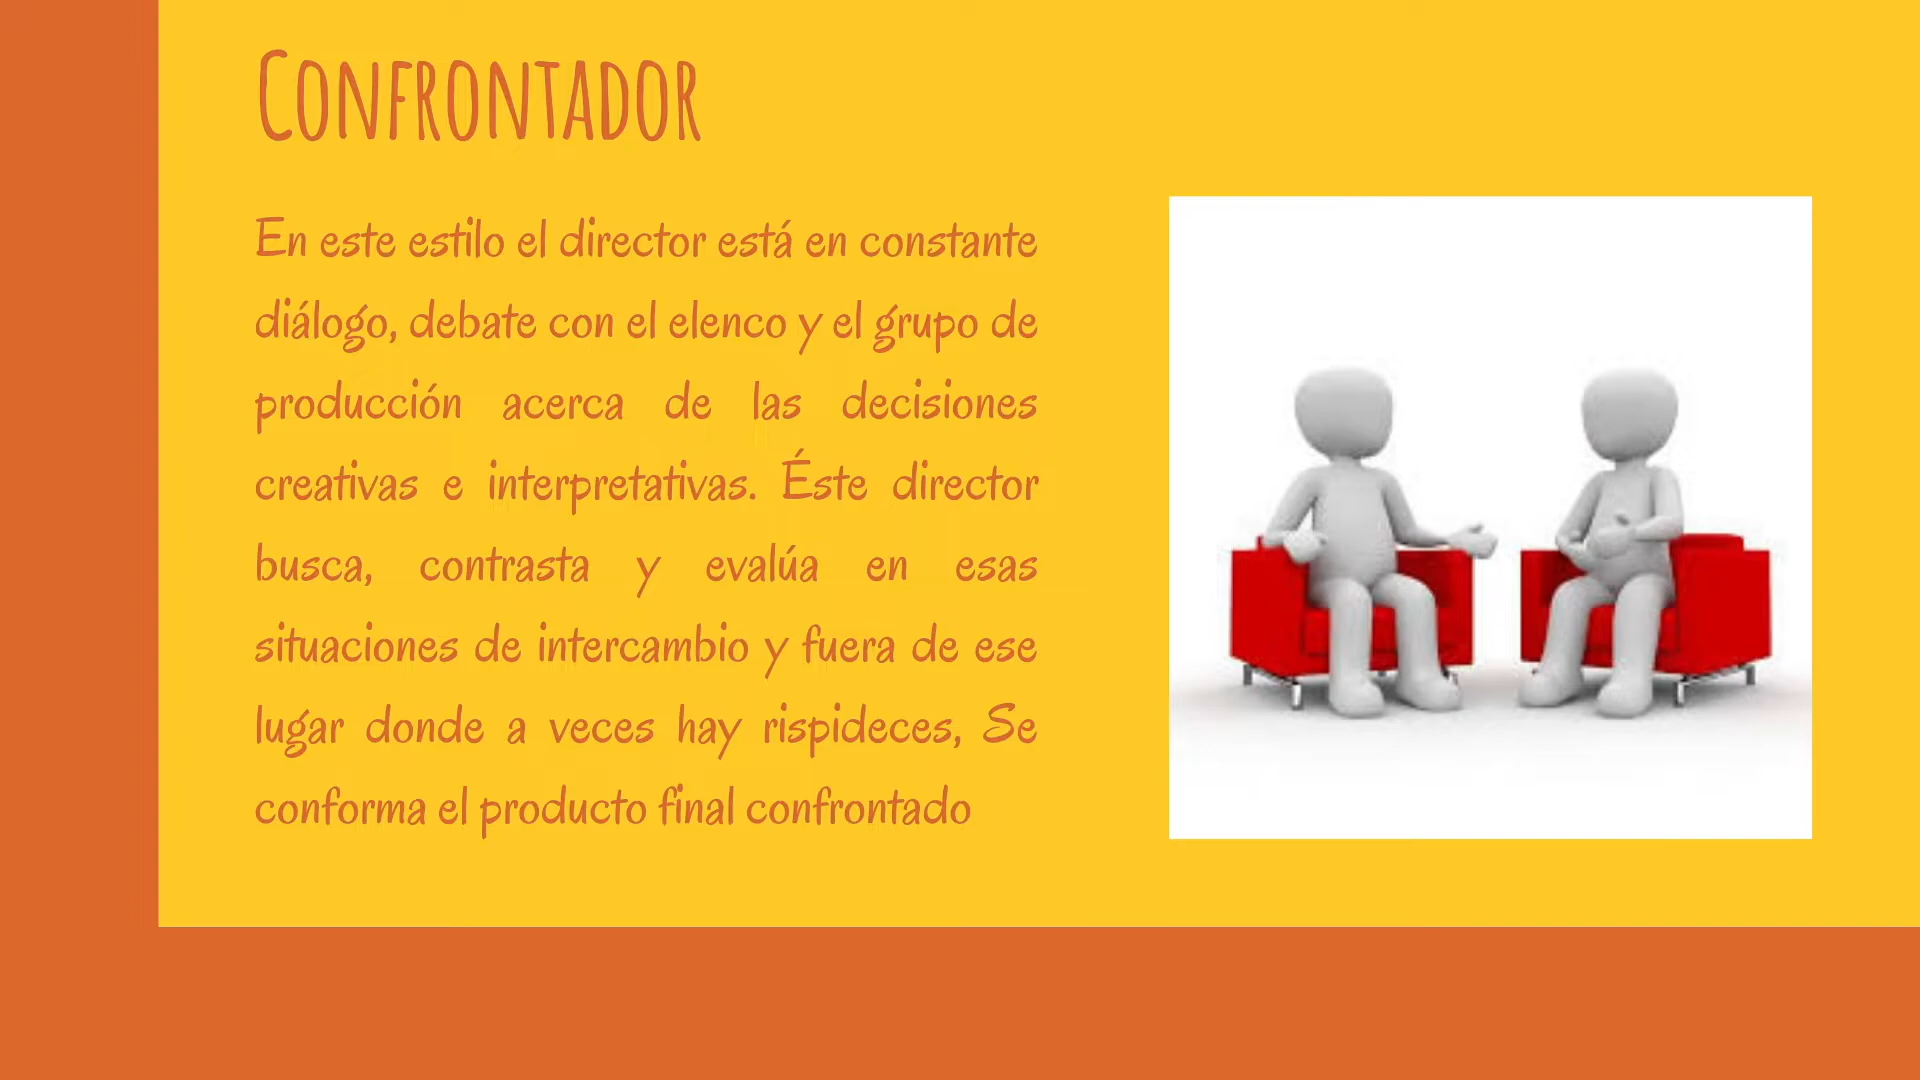 Confrontador
En este estilo el director está en constante
diálogo, debate con el elenco y el grupo de
producción acerca de las decisiones
creativas e interpretativas. Éste director
busca, contrasta y evalúa en esas
situaciones de intercambio y fuera de ese
lugar donde a veces hay rispideces, Se
conforma el producto final confrontado